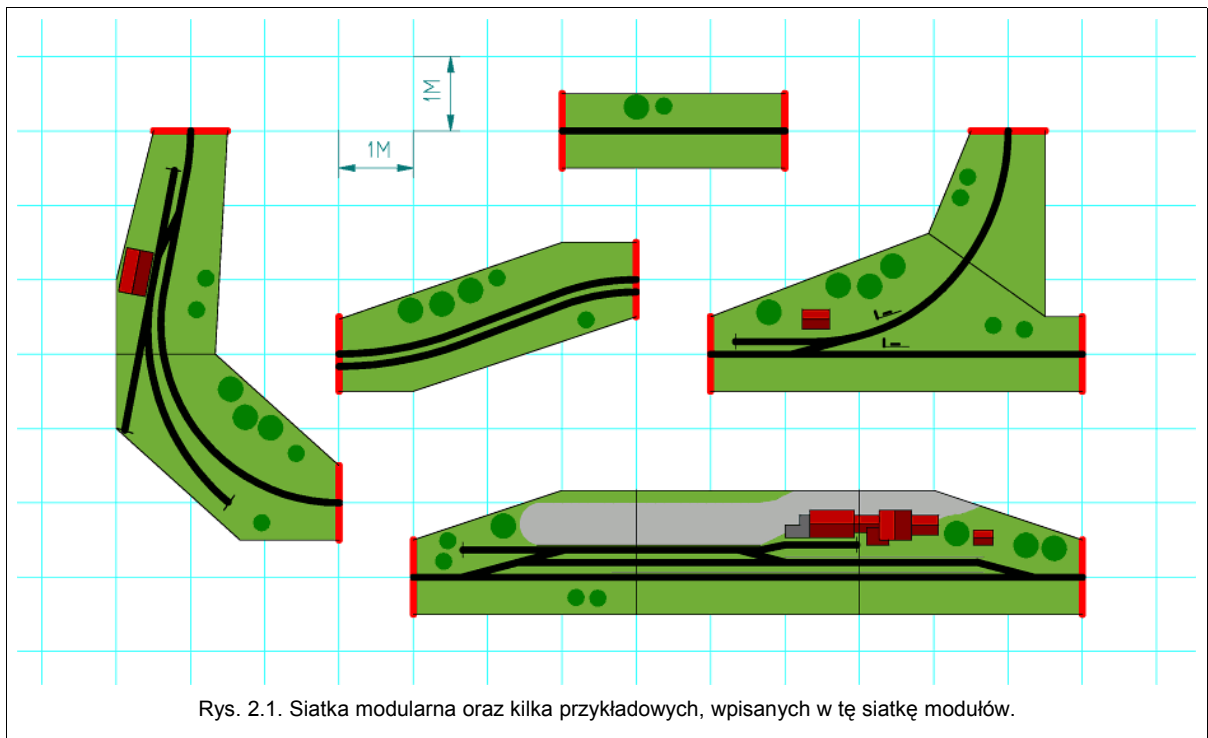 1M
1M
Rys. 2.1. Siatka modularna oraz kilka przykładowych, wpisanych w tę siatkę modułów.